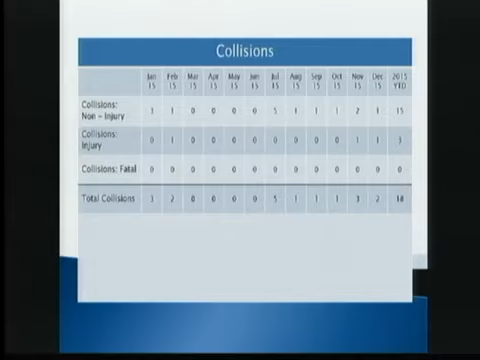 Collisions
Jan 15 Feb 15 Mar 15 Apr 15 May 15 Jun 15 Jul 15 Aug 15 Sep 15 Oct 15 Nov 15 Dec 15 2015 YTD
Collisions: Non - Injury 3 1 0 0 0 0 5 1 1 1 2 1 15
Collisions: Injury 0 1 0 0 0 0 0 0 0 0 1 1 3
Collisions: Fatal 0 0 0 0 0 0 0 0 0 0 0 0 0
Total Collisions 3 2 0 0 0 0 5 1 1 1 3 2 18